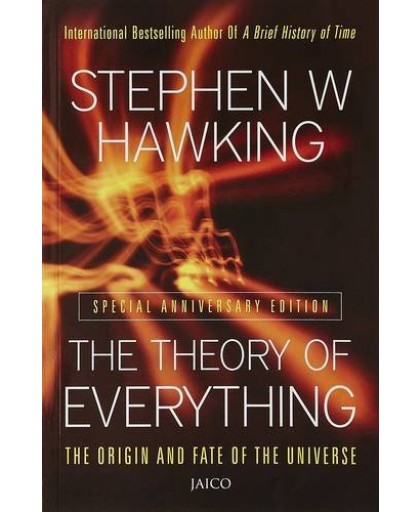 International Bestselling Author Of A Brief History of Time
STEPHEN W
HAWKING
SPECIAL ANNIVERSARY EDITION
THE THEORY OF
EVERYTHING
THE ORIGIN AND FATE OF THE UNIVERSE
JAICO